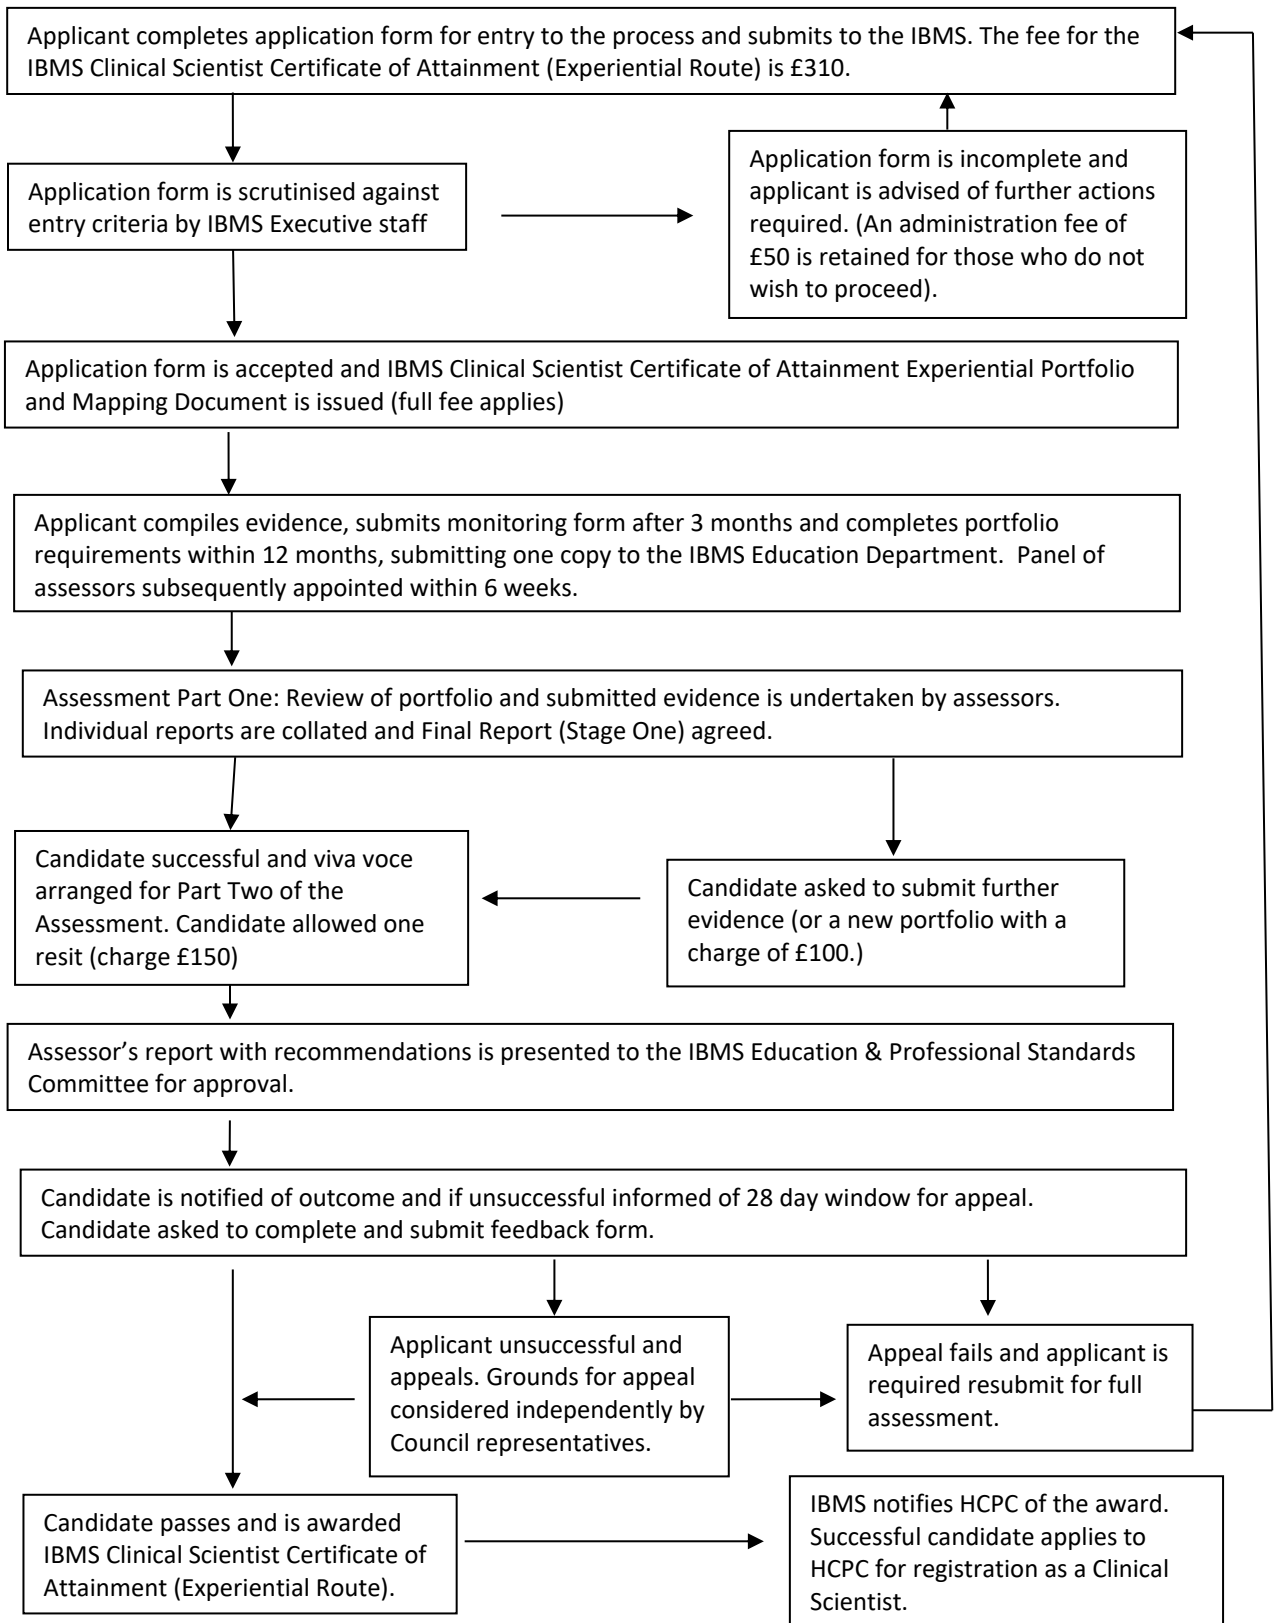 Applicant completes application form for entry to the process and submits to the IBMS. The fee for the
IBMS Clinical Scientist Certificate of Attainment (Experiential Route) is £310.
Application form is scrutinised against
entry criteria by IBMS Executive staff
Application form is incomplete and
applicant is advised of further actions
required. (An administration fee of
£50 is retained for those who do not
wish to proceed).
Application form is accepted and IBMS Clinical Scientist Certificate of Attainment Experiential Portfolio
and Mapping Document is issued (full fee applies)
Applicant compiles evidence, submits monitoring form after 3 months and completes portfolio
requirements within 12 months, submitting one copy to the IBMS Education Department. Panel of
assessors subsequently appointed within 6 weeks.
Assessment Part One: Review of portfolio and submitted evidence is undertaken by assessors.
Individual reports are collated and Final Report (Stage One) agreed.
Candidate successful and viva voce
arranged for Part Two of the
Assessment. Candidate allowed one
resit (charge £150)
Candidate asked to submit further
evidence (or a new portfolio with a
charge of £100.)
Assessor’s report with recommendations is presented to the IBMS Education & Professional Standards
Committee for approval.
Candidate is notified of outcome and if unsuccessful informed of 28 day window for appeal.
Candidate asked to complete and submit feedback form.
Applicant unsuccessful and
appeals. Grounds for appeal
considered independently by
Council representatives.
Appeal fails and applicant is
required resubmit for full
assessment.
Candidate passes and is awarded
IBMS Clinical Scientist Certificate of
Attainment (Experiential Route).
IBMS notifies HCPC of the award.
Successful candidate applies to
HCPC for registration as a Clinical
Scientist.